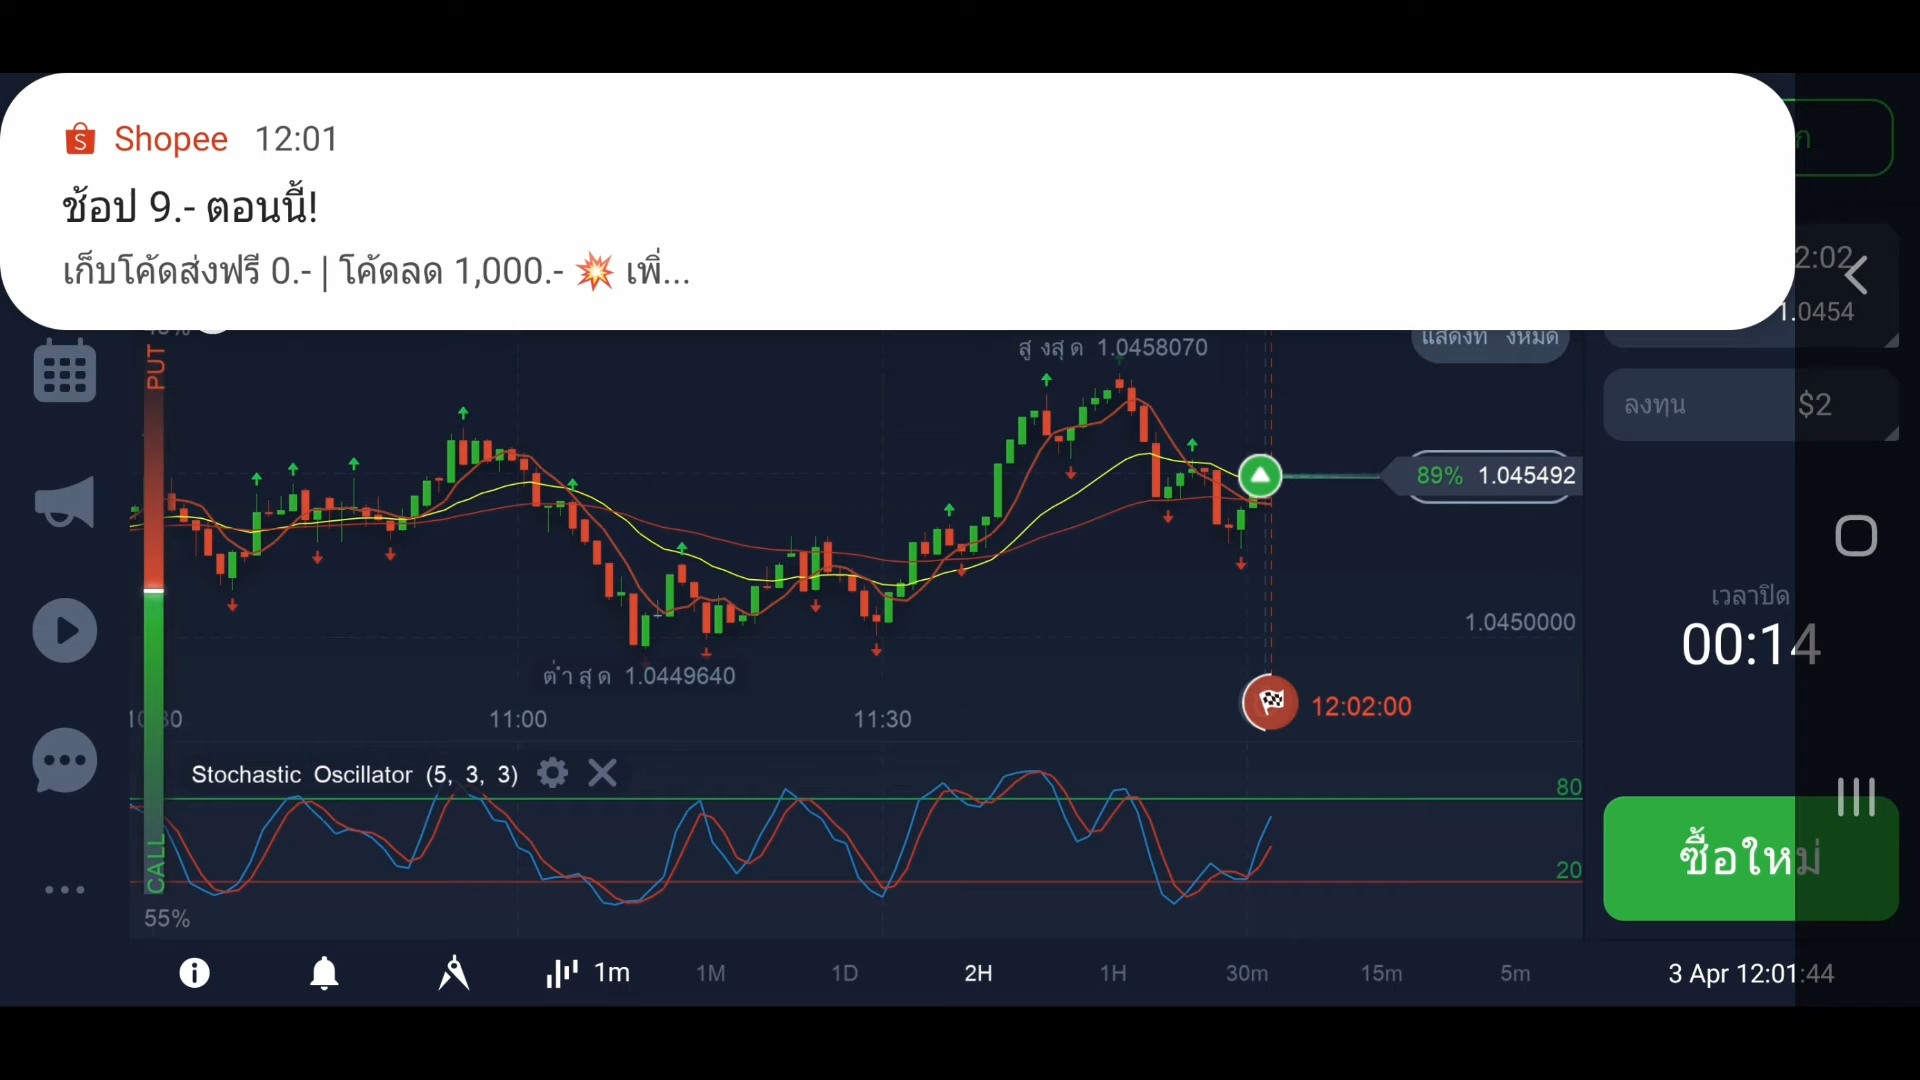 Shopee 12:01
ช้อป 9.- ตอนนี้!
เก็บโค้ดส่งฟรี 0.- | โค้ดลด 1,000.- 💥 เพิ่...
2:02
1.0454
PUT
สูงสุด 1.0458070
ลงทุน $2
89% 1.045492
1.0450000
เวลาปิด
00:14
ต่ำสุด 1.0449640
11:00
11:30
12:02:00
Stochastic Oscillator (5, 3, 3)
80
20
CALL
55%
ซื้อใหม่
1m
1M
1D
2H
1H
30m
15m
5m
3 Apr 12:01:44